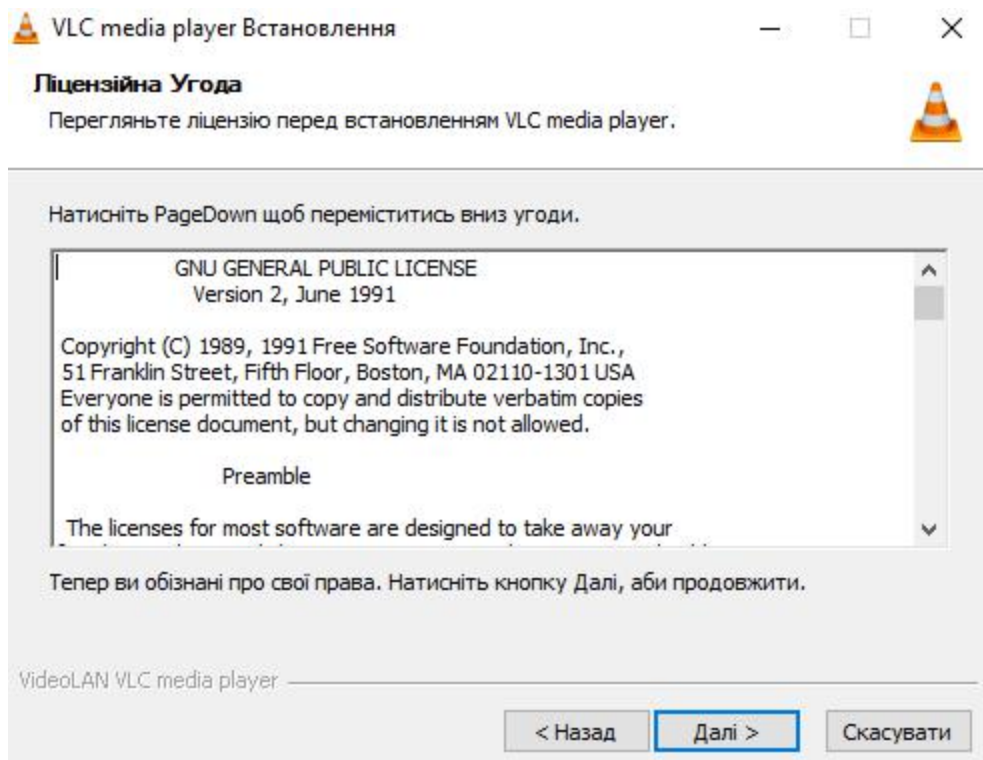 VLC media player Встановлення
Ліцензійна Угода
Перегляньте ліцензію перед встановленням VLC media player.
Натисніть PageDown щоб переміститись вниз угоди.
GNU GENERAL PUBLIC LICENSE
Version 2, June 1991
Copyright (C) 1989, 1991 Free Software Foundation, Inc.,
51 Franklin Street, Fifth Floor, Boston, MA 02110-1301 USA
Everyone is permitted to copy and distribute verbatim copies
of this license document, but changing it is not allowed.
Preamble
The licenses for most software are designed to take away your
Тепер ви обізнані про свої права. Натисніть кнопку Далі, аби продовжити.
VideoLAN VLC media player
< Назад
Далі >
Скасувати